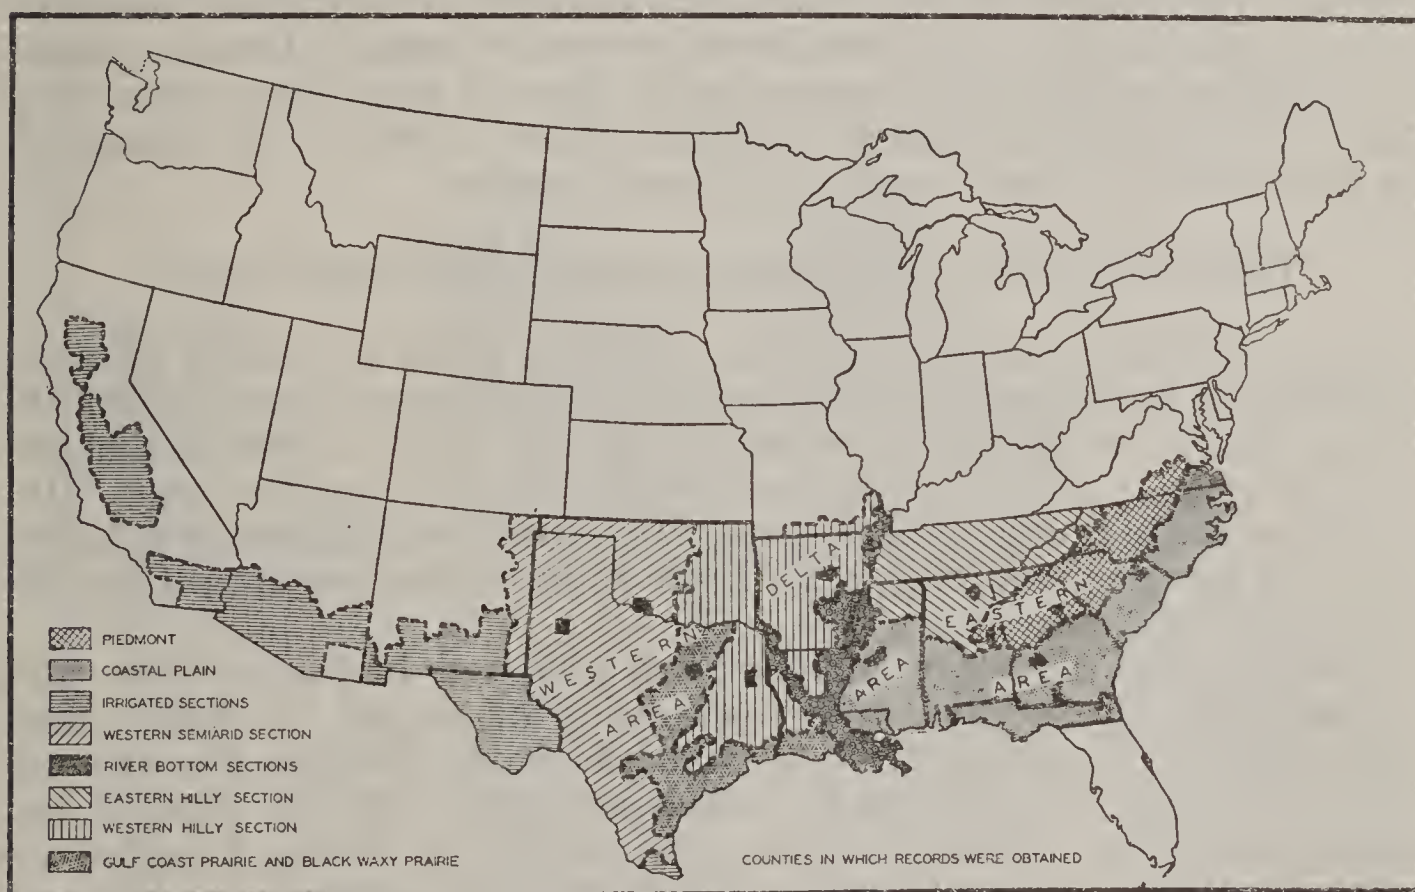 DELTA
EASTERN
WESTERN
AREA
AREA
AREA
PIEDMONT
COASTAL PLAIN
IRRIGATED SECTIONS
WESTERN SEMIARID SECTION
RIVER BOTTOM SECTIONS
EASTERN HILLY SECTION
WESTERN HILLY SECTION
GULF COAST PRAIRIE AND BLACK WAXY PRAIRIE
COUNTIES IN WHICH RECORDS WERE OBTAINED